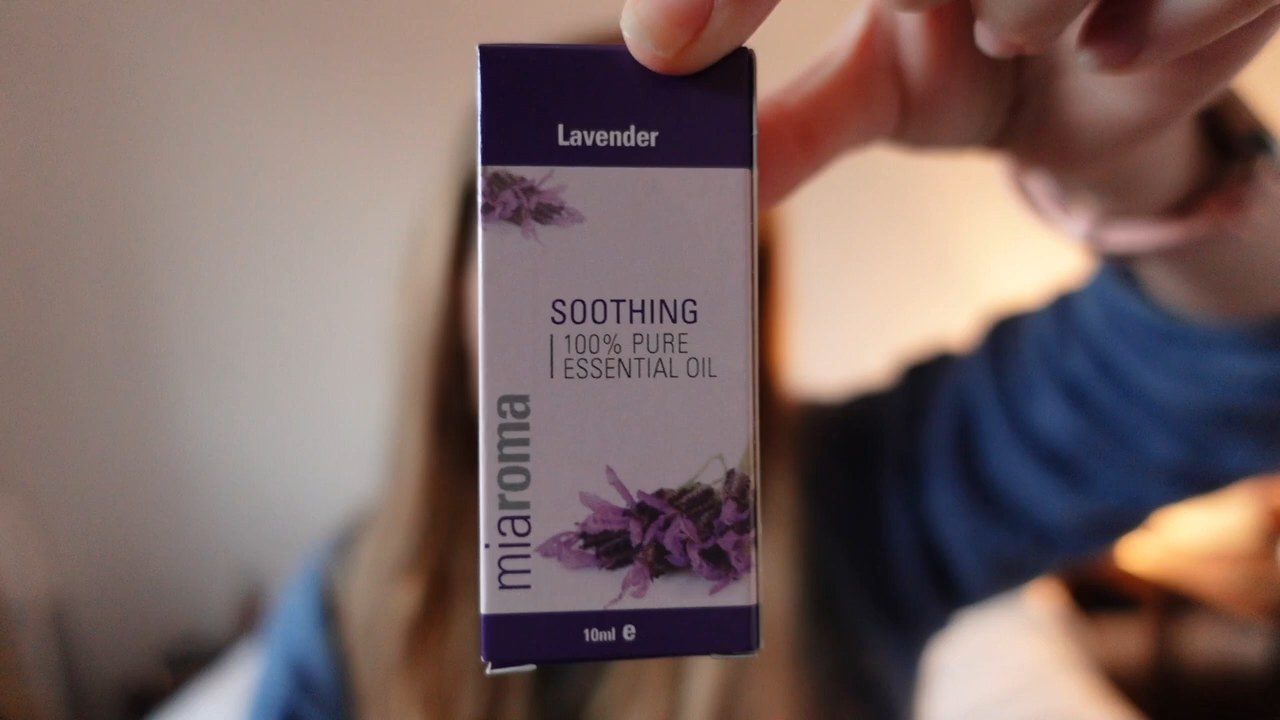 Lavender
SOOTHING
100% PURE
ESSENTIAL OIL
miaroma
10ml e